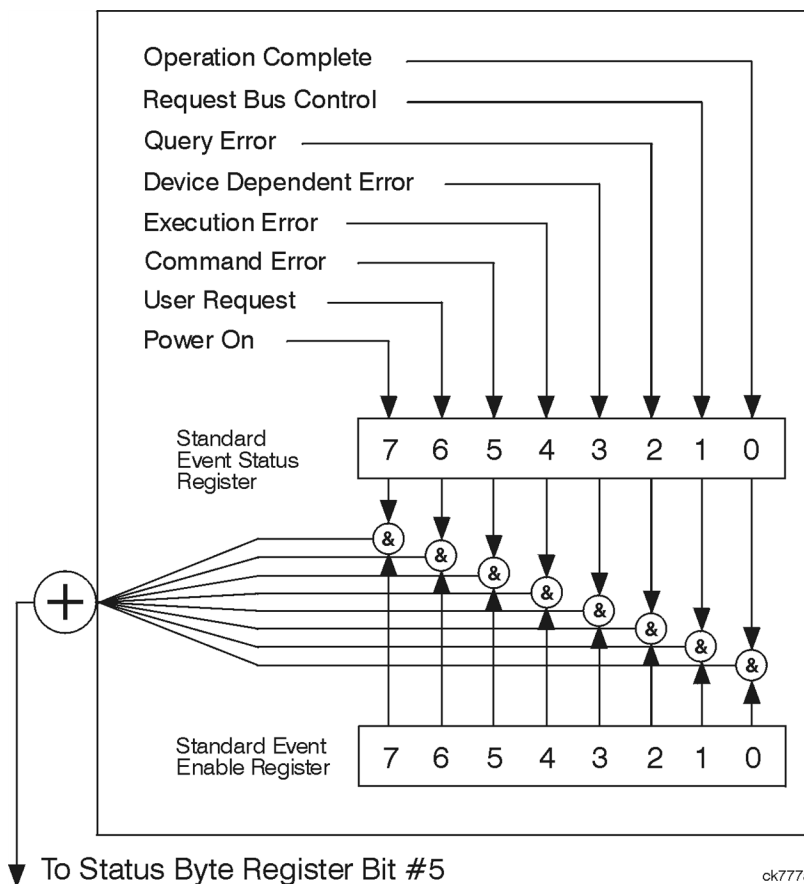 Operation Complete
Request Bus Control
Query Error
Device Dependent Error
Execution Error
Command Error
User Request
Power On
Standard
Event Status
Register
7 6 5 4 3 2 1 0
&
&
&
&
&
&
&
&
+
Standard Event
Enable Register
7 6 5 4 3 2 1 0
To Status Byte Register Bit #5